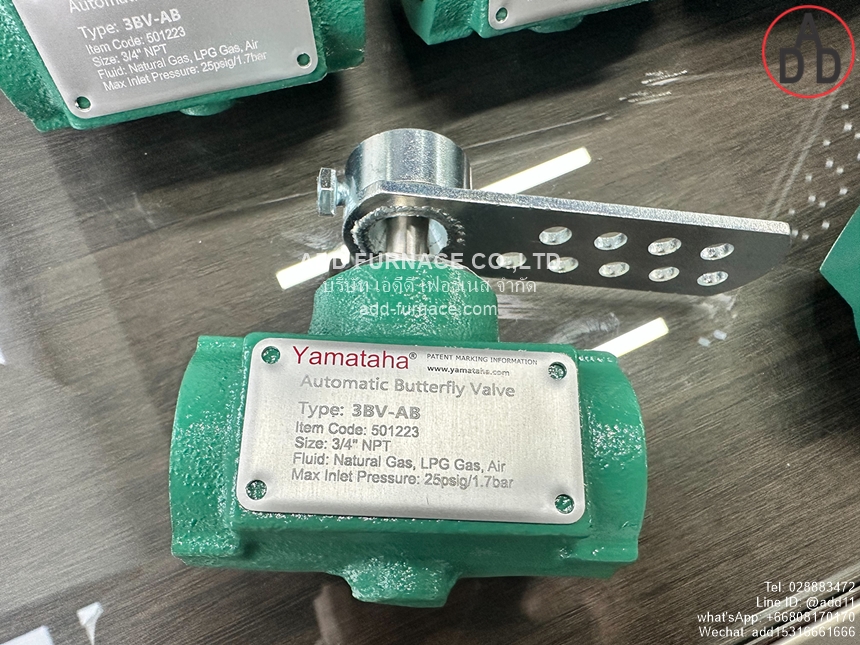 Automat
Type: 3BV-AB
Item Code: 501223
Size: 3/4" NPT
Fluid: Natural Gas, LPG Gas, Air
Max Inlet Pressure: 25psig/1.7bar
ADD
ADD FURNACE CO.,LTD.
บริษัท เอดีดี เฟอร์เนส จำกัด
add-furnace.com
Yamataha® PATENT MARKING INFORMATION
www.yamataha.com
Automatic Butterfly Valve
Type: 3BV-AB
Item Code: 501223
Size: 3/4" NPT
Fluid: Natural Gas, LPG Gas, Air
Max Inlet Pressure: 25psig/1.7bar
Tel: 028883472
Line ID: @add11
what'sApp: +66808170170
Wechat: add15316661666